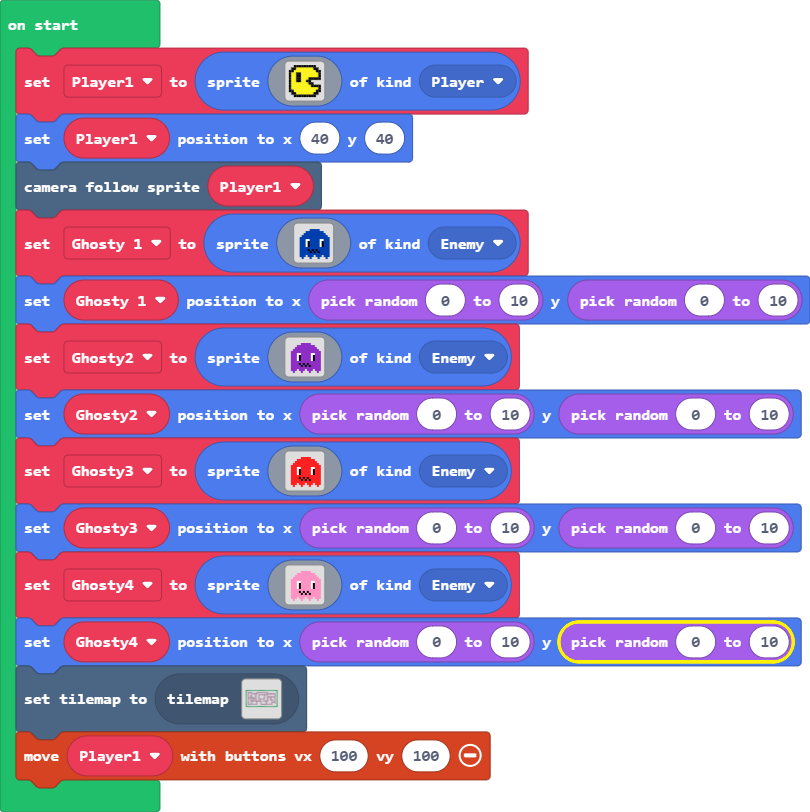 on start
set Player1 to sprite of kind Player
set Player1 position to x 40 y 40
camera follow sprite Player1
set Ghosty 1 to sprite of kind Enemy
set Ghosty 1 position to x pick random 0 to 10 y pick random 0 to 10
set Ghosty2 to sprite of kind Enemy
set Ghosty2 position to x pick random 0 to 10 y pick random 0 to 10
set Ghosty3 to sprite of kind Enemy
set Ghosty3 position to x pick random 0 to 10 y pick random 0 to 10
set Ghosty4 to sprite of kind Enemy
set Ghosty4 position to x pick random 0 to 10 y pick random 0 to 10
set tilemap to tilemap
move Player1 with buttons vx 100 vy 100